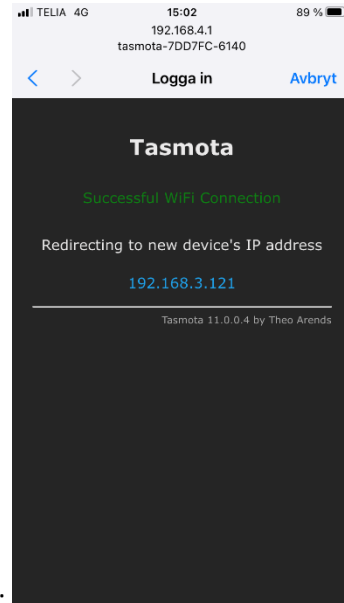 TELIA 4G 15:02 89 %
192.168.4.1
tasmota-7DD7FC-6140
Logga in Avbryt
Tasmota
Successful WiFi Connection
Redirecting to new device's IP address
192.168.3.121
Tasmota 11.0.0.4 by Theo Arends